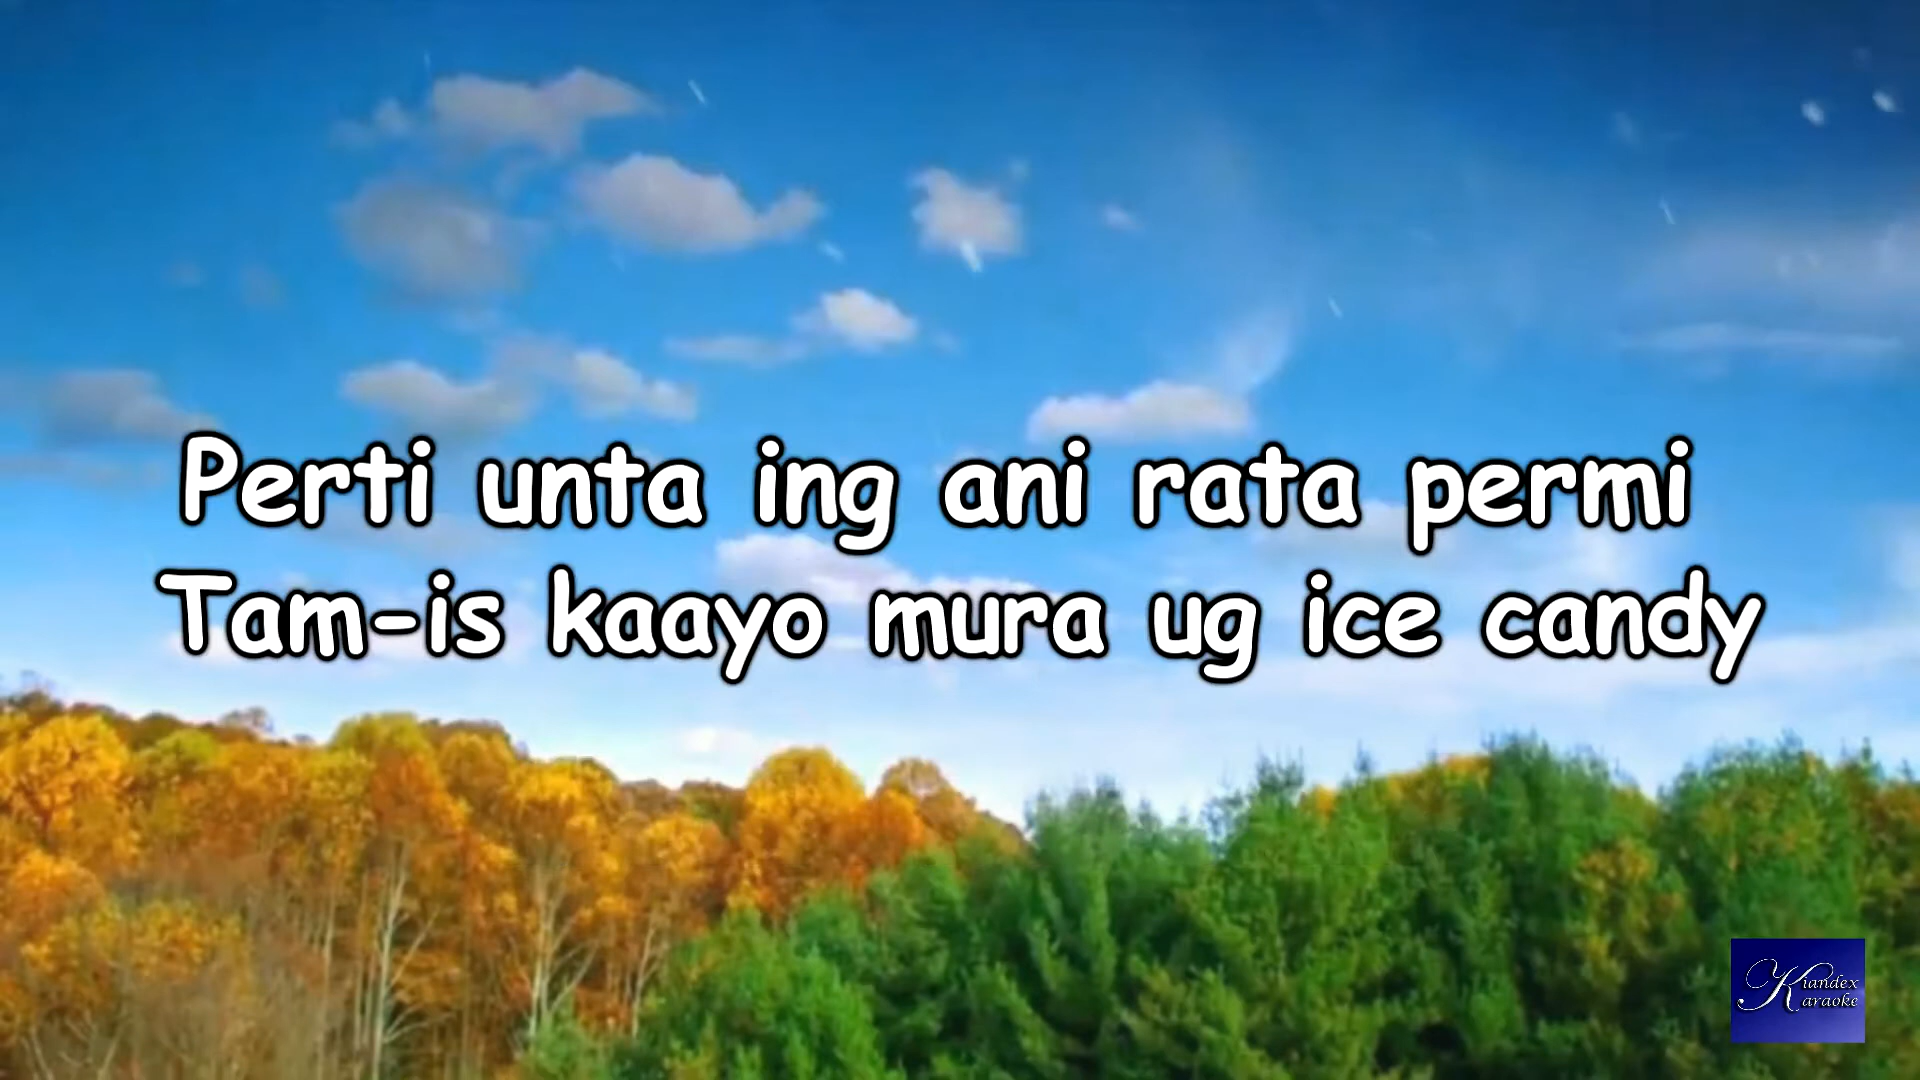 Perti unta ing ani rata permi
Tam-is kaayo mura ug ice candy
Kiandex
Karaoke